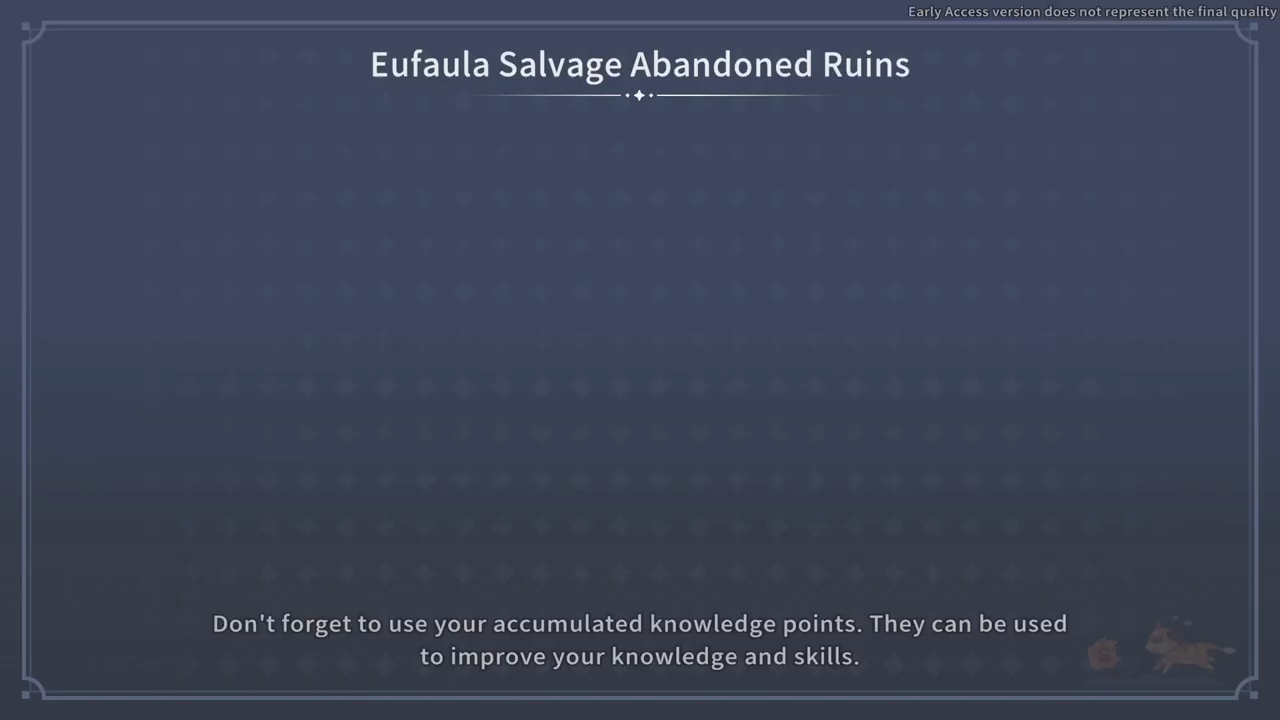 Early Access version does not represent the final quality
Eufaula Salvage Abandoned Ruins
Don't forget to use your accumulated knowledge points. They can be used
to improve your knowledge and skills.